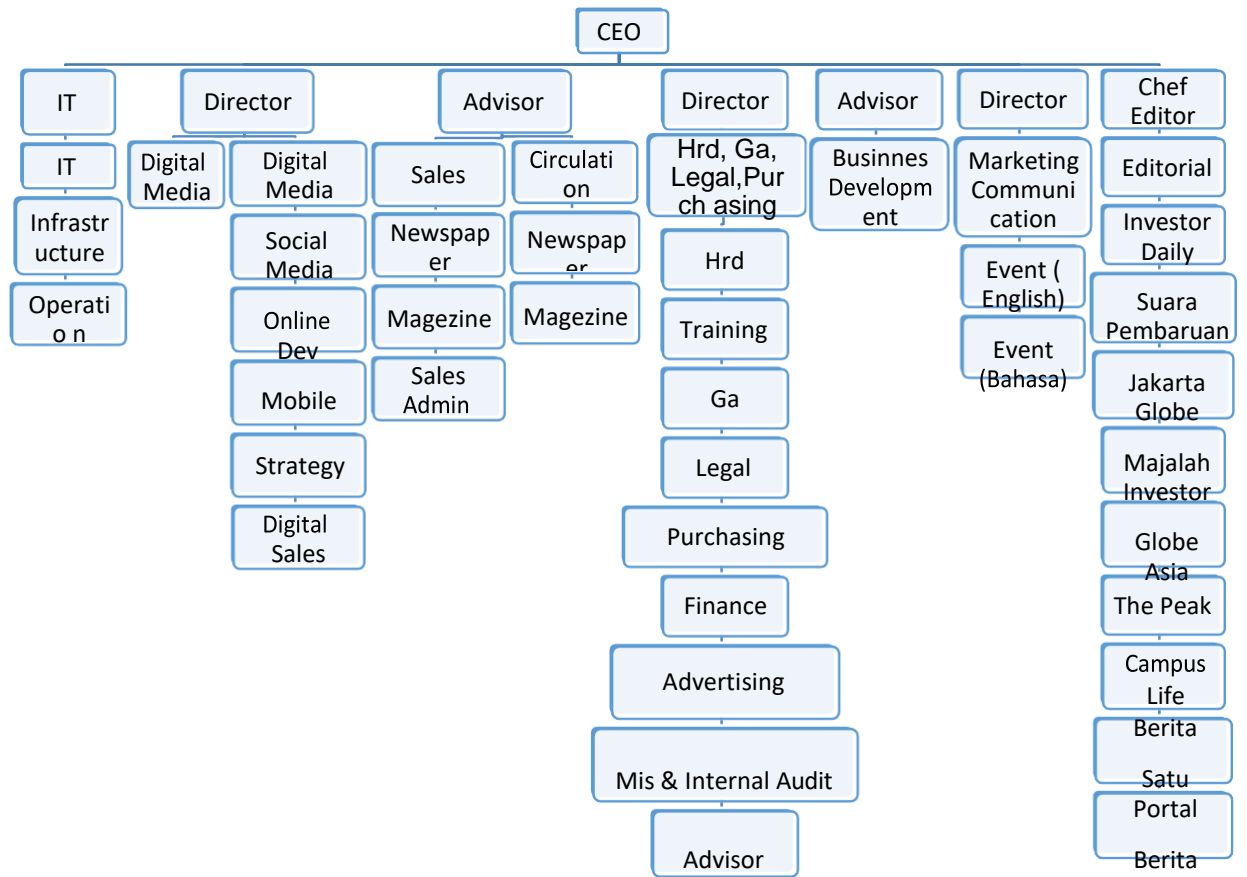 CEO
IT
Director
Advisor
Director
Advisor
Director
Chef
Editor
IT
Infrastr
ucture
Operati
o n
Digital
Media
Digital
Media
Social
Media
Online
Dev
Mobile
Strategy
Digital
Sales
Sales
Newspap
er
Magezine
Sales
Admin
Circulati
on
Newspap
er
Magezine
Hrd, Ga,
Legal,Pur
ch asing
Hrd
Training
Ga
Legal
Purchasing
Finance
Advertising
Mis & Internal Audit
Advisor
Businnes
Developm
ent
Marketing
Communi
cation
Event (
English)
Event
(Bahasa)
Editorial
Investor
Daily
Suara
Pembaruan
Jakarta
Globe
Majalah
Investor
Globe
Asia
The Peak
Campus
Life
Berita
Satu
Portal
Berita